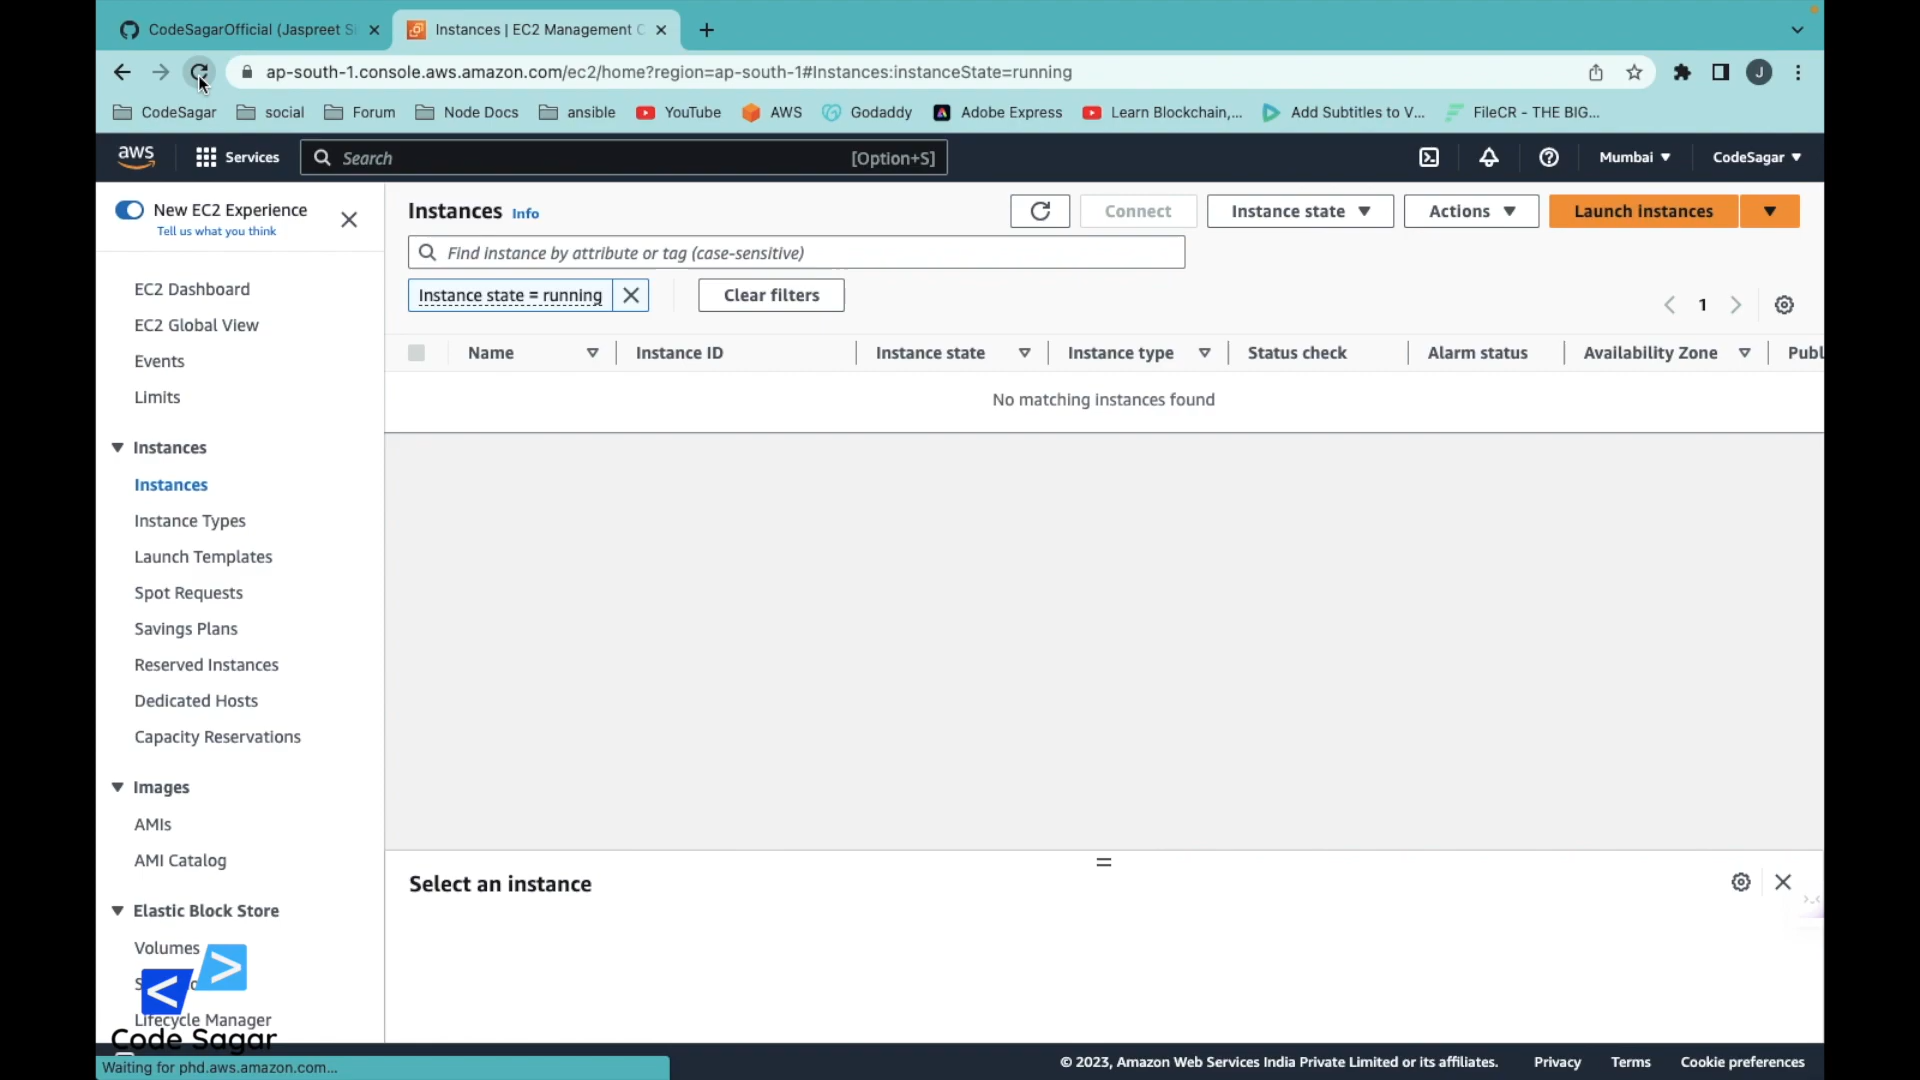 CodeSagarOfficial (Jaspreet S
Instances | EC2 Management C
ap-south-1.console.aws.amazon.com/ec2/home?region=ap-south-1#Instances:instanceState=running
J
CodeSagar social Forum Node Docs ansible YouTube AWS Godaddy Adobe Express Learn Blockchain,... Add Subtitles to V... FileCR - THE BIG...
aws Services Search [Option+S] Mumbai CodeSagar
New EC2 Experience
Tell us what you think
EC2 Dashboard
EC2 Global View
Events
Limits
Instances
Instances
Instance Types
Launch Templates
Spot Requests
Savings Plans
Reserved Instances
Dedicated Hosts
Capacity Reservations
Images
AMIs
AMI Catalog
Elastic Block Store
Volumes
Lifecycle Manager
< >
Code Sagar
Instances Info
Connect Instance state Actions Launch instances
Find instance by attribute or tag (case-sensitive)
Instance state = running Clear filters
1
Name Instance ID Instance state Instance type Status check Alarm status Availability Zone Publ
No matching instances found
Select an instance
Waiting for phd.aws.amazon.com...
© 2023, Amazon Web Services India Private Limited or its affiliates. Privacy Terms Cookie preferences